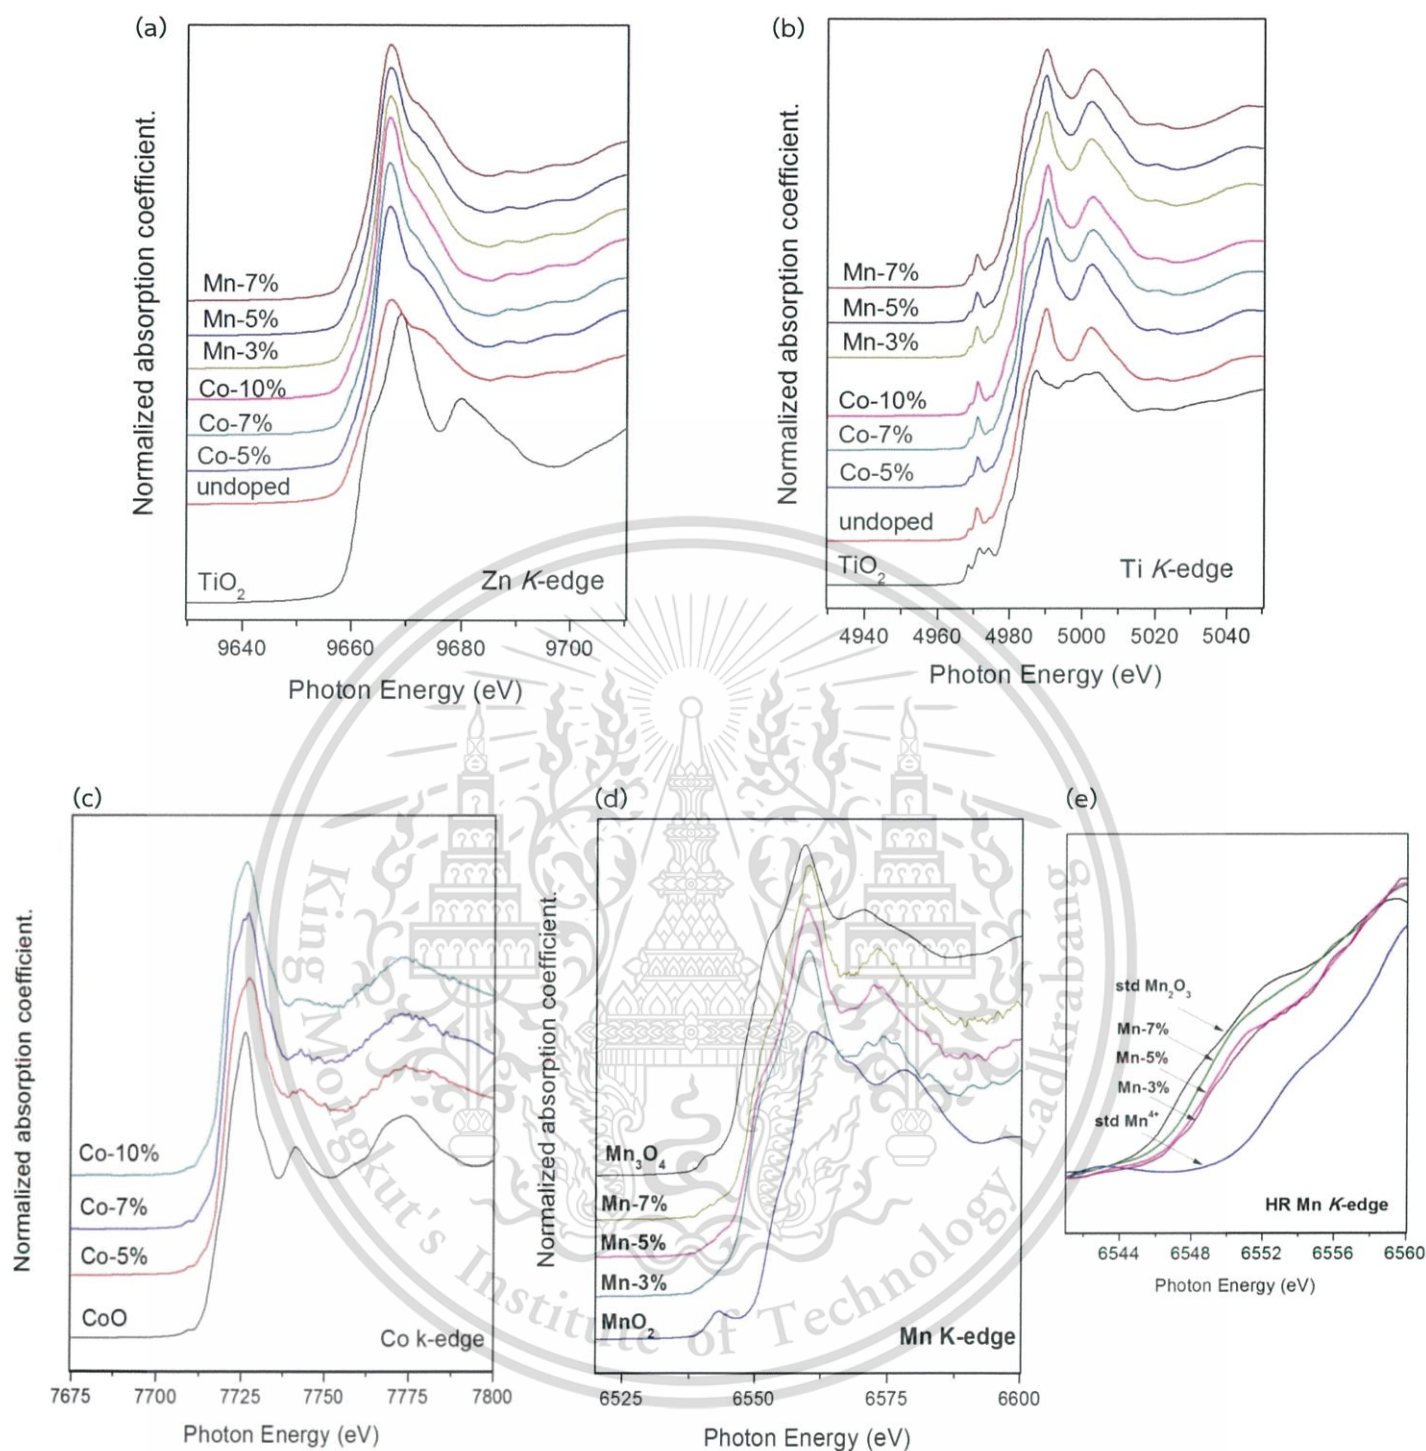 (a)
Normalized absorption coefficient.
Mn-7%
Mn-5%
Mn-3%
Co-10%
Co-7%
Co-5%
undoped
TiO₂
Zn K-edge
9640 9660 9680 9700
Photon Energy (eV)
(b)
Normalized absorption coefficient.
Mn-7%
Mn-5%
Mn-3%
Co-10%
Co-7%
Co-5%
undoped
TiO₂
Ti K-edge
4940 4960 4980 5000 5020 5040
Photon Energy (eV)
(c)
Normalized absorption coefficient.
Co-10%
Co-7%
Co-5%
CoO
Co k-edge
7675 7700 7725 7750 7775 7800
Photon Energy (eV)
(d)
Normalized absorption coefficient.
Mn₃O₄
Mn-7%
Mn-5%
Mn-3%
MnO₂
Mn K-edge
6525 6550 6575 6600
Photon Energy (eV)
(e)
std Mn₂O₃
Mn-7%
Mn-5%
Mn-3%
std Mn⁴⁺
HR Mn K-edge
6544 6548 6552 6556 6560
Photon Energy (eV)
King Mongkut's Institute of Technology Ladkrabang